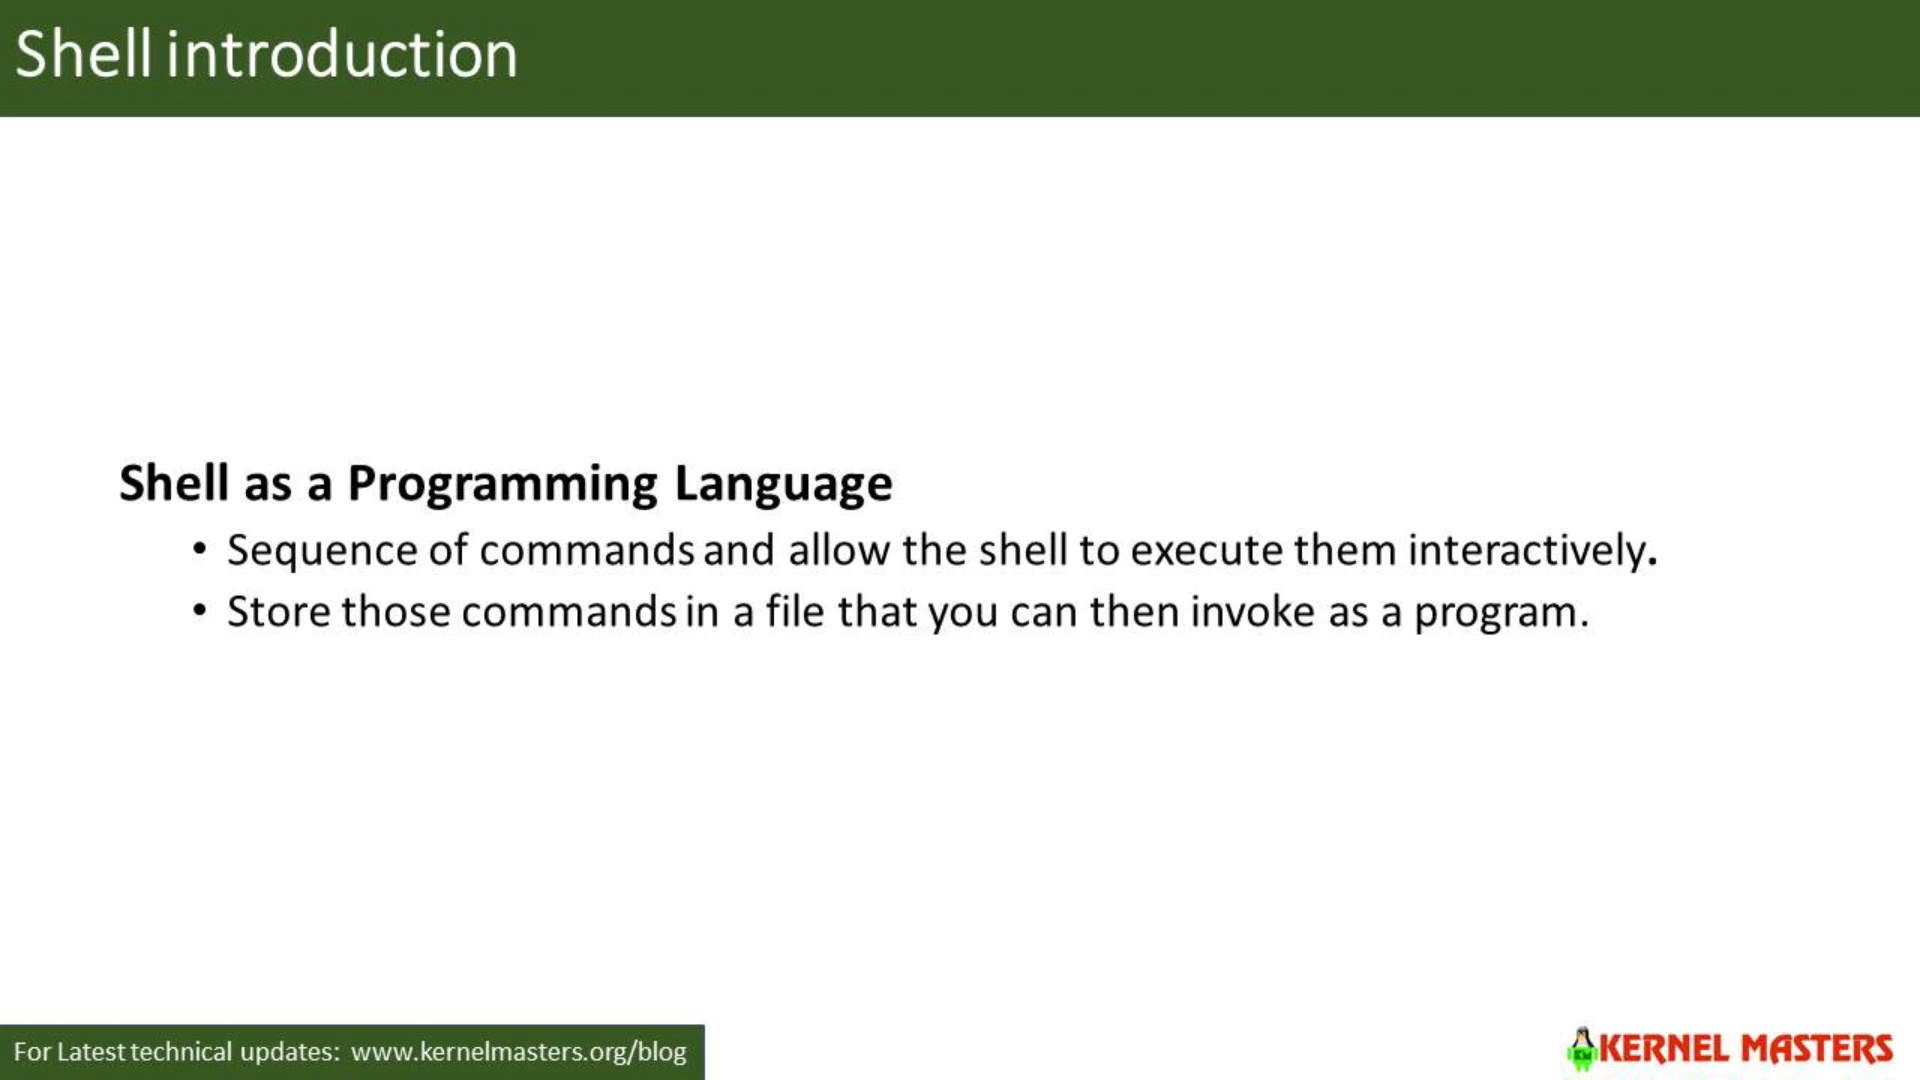 Shell introduction
Shell as a Programming Language
• Sequence of commands and allow the shell to execute them interactively.
• Store those commands in a file that you can then invoke as a program.
For Latest technical updates: www.kernelmasters.org/blog
KM KERNEL MASTERS